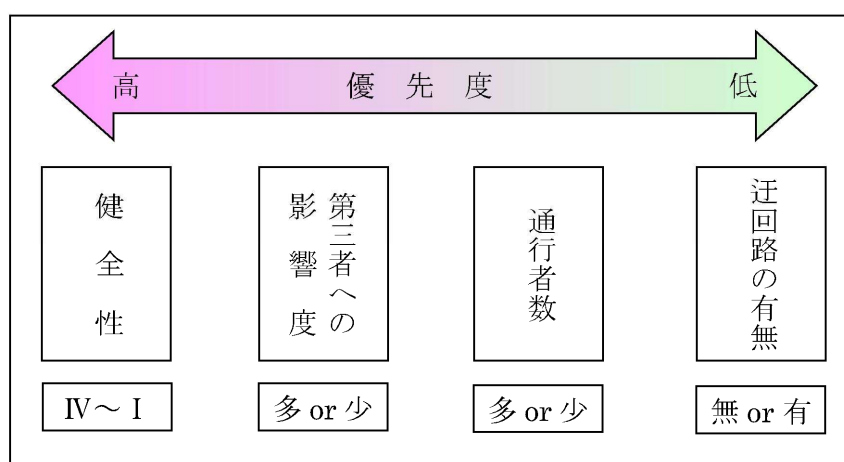 高 優先度 低
健全性
第三者への
影響度
通行者数
迂回路の有無
Ⅳ～Ⅰ
多 or 少
多 or 少
無 or 有